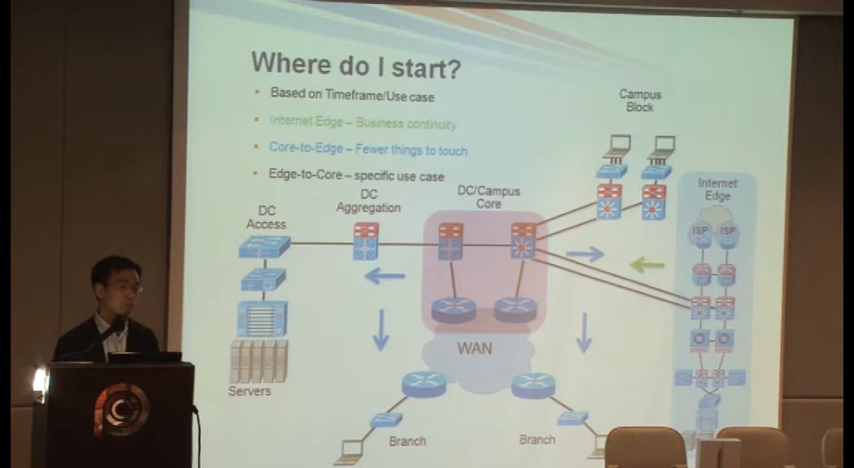 Where do I start?
• Based on Timeframe/Use case
• Internet Edge – Business continuity
• Core-to-Edge – Fewer things to touch
• Edge-to-Core – specific use case
Campus
Block
DC/Campus
Core
DC
Aggregation
DC
Access
Internet
Edge
ISP ISP
WAN
Servers
Branch
Branch